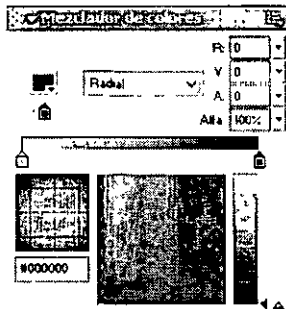 Mezclador de colores
R: 0
V: 0
Radial
A: 0
Alfa: 100%
#000000